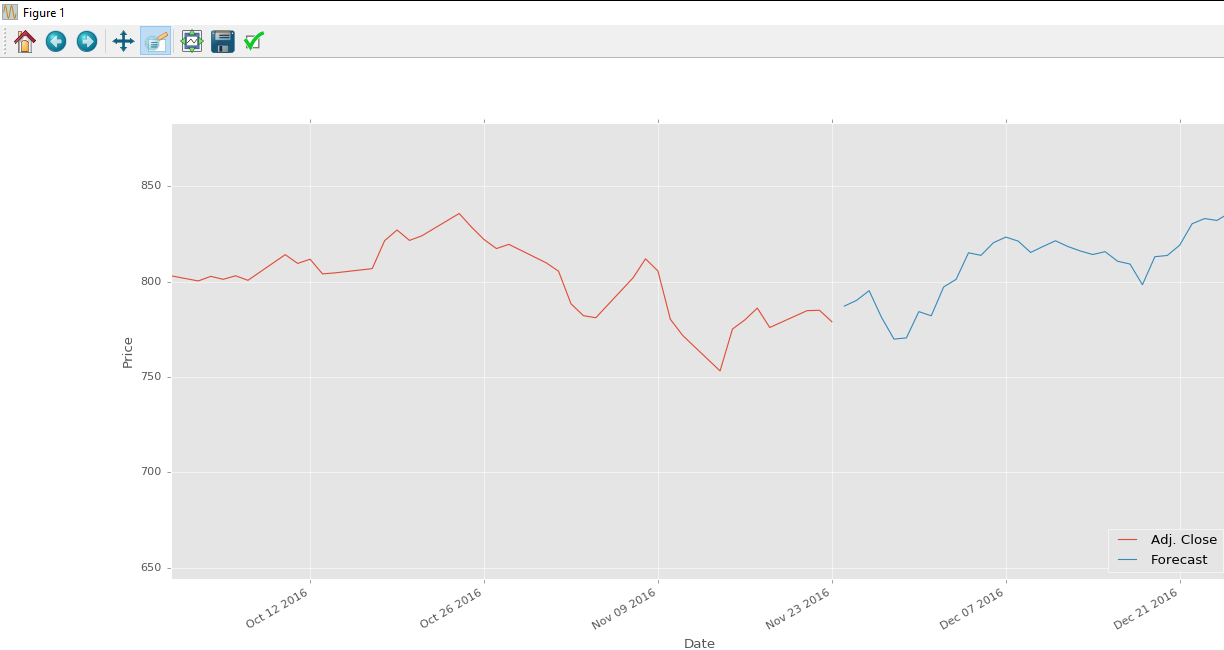 Figure 1
850
800
750
700
650
Price
Adj. Close
Forecast
Oct 12 2016
Oct 26 2016
Nov 09 2016
Nov 23 2016
Dec 07 2016
Dec 21 2016
Date